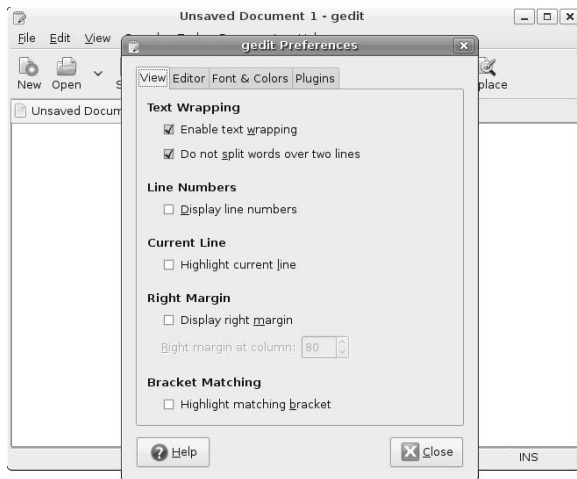 Unsaved Document 1 - gedit
File Edit View
gedit Preferences
New Open
place
Unsaved Docum
View Editor Font & Colors Plugins
Text Wrapping
Enable text wrapping
Do not split words over two lines
Line Numbers
Display line numbers
Current Line
Highlight current line
Right Margin
Display right margin
Right margin at column: 80
Bracket Matching
Highlight matching bracket
Help Close
INS